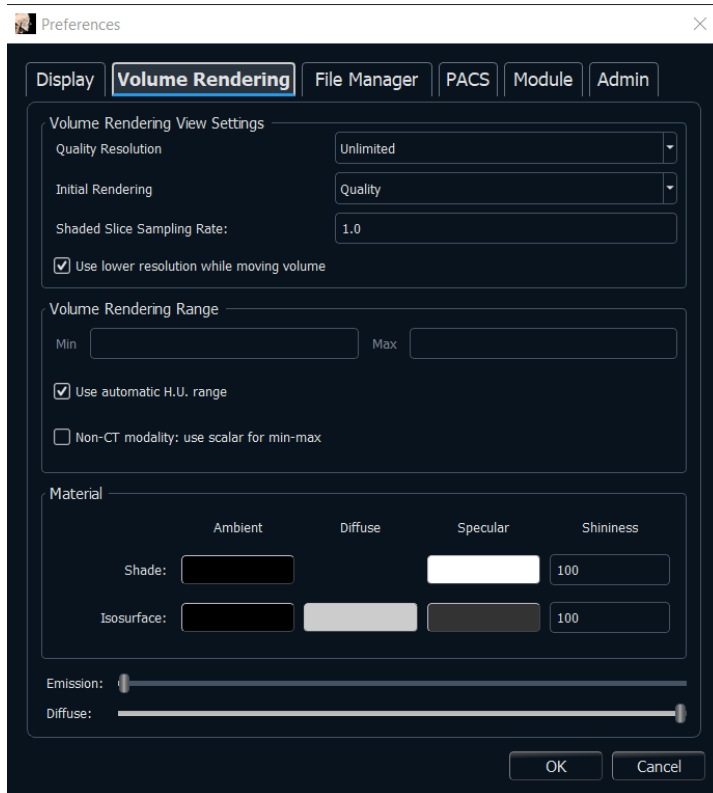 Preferences
Display Volume Rendering File Manager PACS Module Admin
Volume Rendering View Settings
Quality Resolution Unlimited
Initial Rendering Quality
Shaded Slice Sampling Rate: 1.0
Use lower resolution while moving volume
Volume Rendering Range
Min Max
Use automatic H.U. range
Non-CT modality: use scalar for min-max
Material
Ambient Diffuse Specular Shininess
Shade: 100
Isosurface: 100
Emission:
Diffuse:
OK Cancel